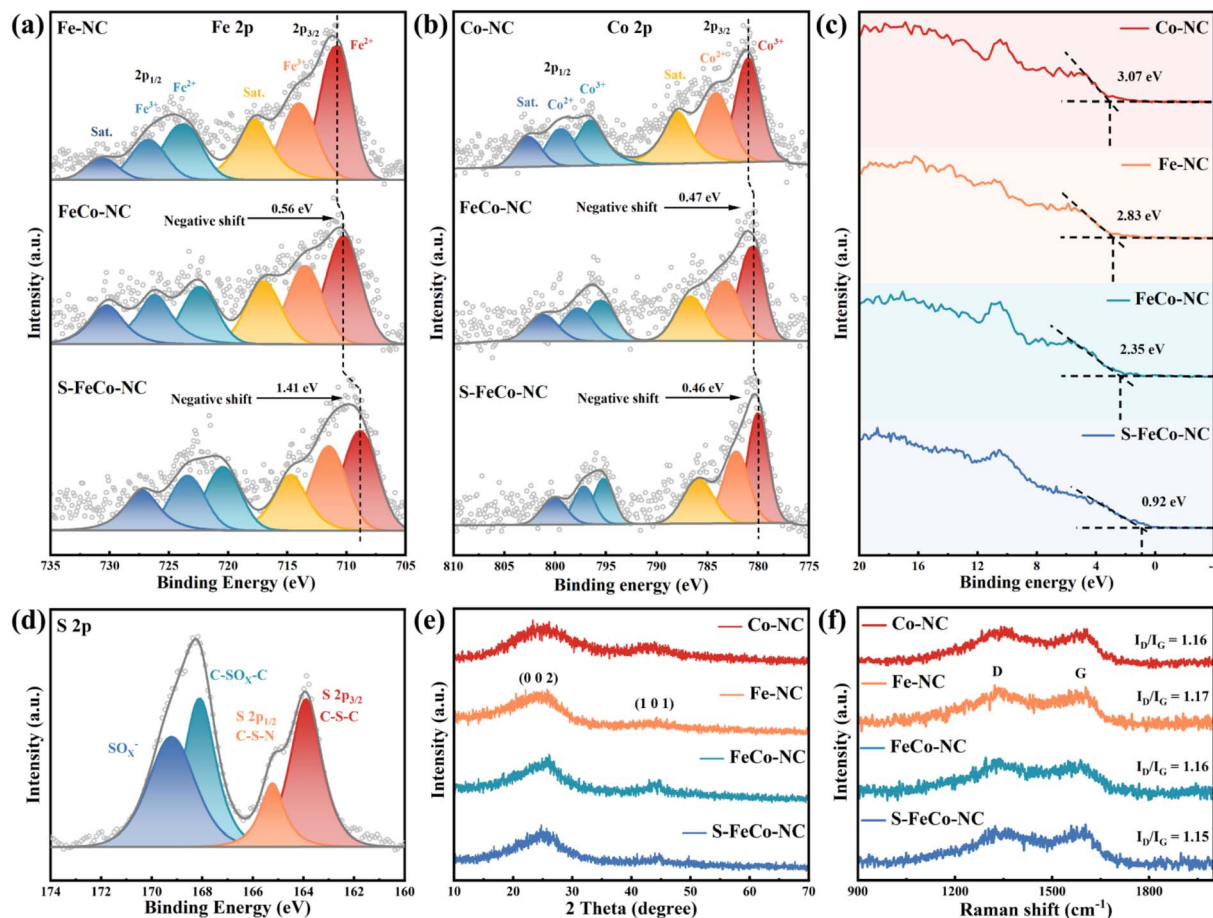 (a)
Fe-NC
Fe 2p
2p3/2
Fe2+
2p1/2
Fe3+
Fe2+
Fe3+
Sat.
Sat.
FeCo-NC
Negative shift
0.56 eV
S-FeCo-NC
1.41 eV
Negative shift
Intensity (a.u.)
735 730 725 720 715 710 705
Binding Energy (eV)
(b)
Co-NC
Co 2p
2p3/2
Co3+
2p1/2
Co2+
Sat.
Sat.
Co2+
Co3+
FeCo-NC
0.47 eV
Negative shift
S-FeCo-NC
0.46 eV
Negative shift
Intensity (a.u.)
810 805 800 795 790 785 780 775
Binding Energy (eV)
(c)
Co-NC
3.07 eV
Fe-NC
2.83 eV
FeCo-NC
2.35 eV
S-FeCo-NC
0.92 eV
Intensity (a.u.)
20 16 12 8 4 0
Binding energy (eV)
(d)
S 2p
C-SOX-C
S 2p3/2
C-S-C
S 2p1/2
C-S-N
SOX-
Intensity (a.u.)
174 172 170 168 166 164 162 160
Binding Energy (eV)
(e)
Co-NC
(0 0 2)
Fe-NC
(1 0 1)
FeCo-NC
S-FeCo-NC
Intensity (a.u.)
10 20 30 40 50 60 70
2 Theta (degree)
(f)
Co-NC
ID/IG = 1.16
Fe-NC
D
G
ID/IG = 1.17
FeCo-NC
ID/IG = 1.16
S-FeCo-NC
ID/IG = 1.15
Intensity (a.u.)
900 1200 1500 1800
Raman shift (cm-1)